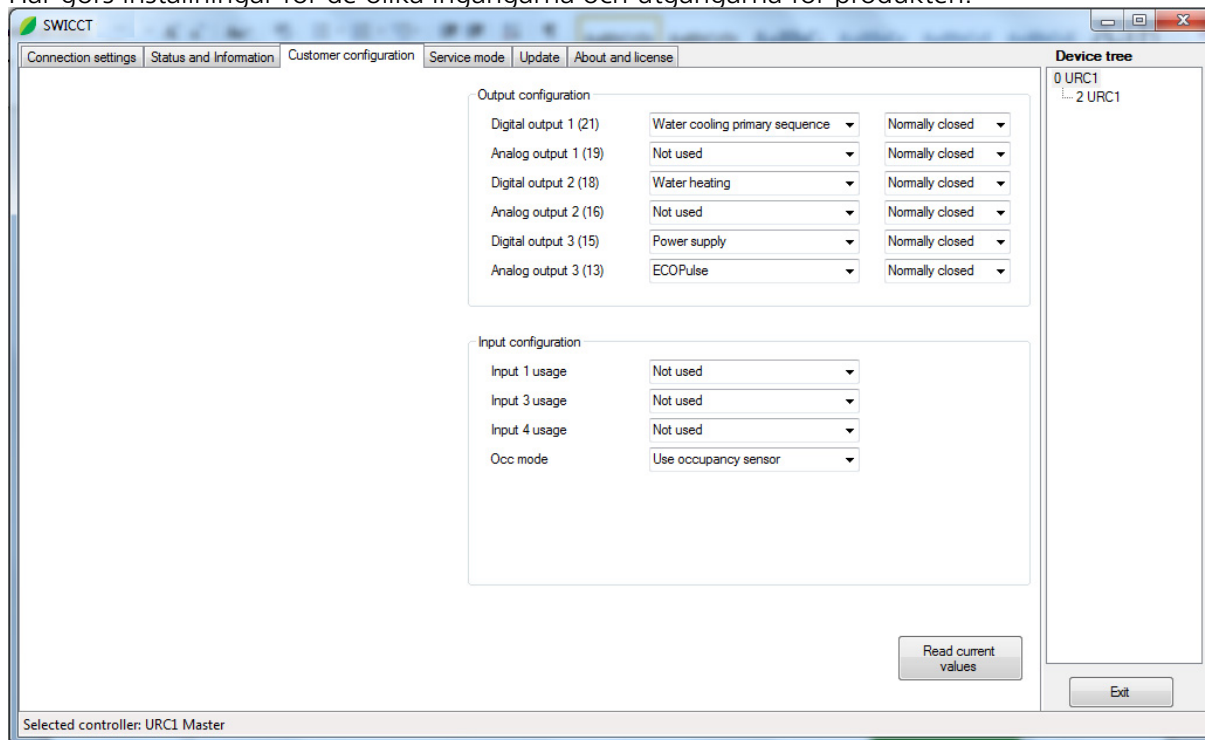 Här görs inställningar för de olika ingångarna och utgångarna för produkten.
SWICCT
Connection settings Status and Information Customer configuration Service mode Update About and license
Device tree
0 URC1
2 URC1
Output configuration
Digital output 1 (21) Water cooling primary sequence Normally closed
Analog output 1 (19) Not used Normally closed
Digital output 2 (18) Water heating Normally closed
Analog output 2 (16) Not used Normally closed
Digital output 3 (15) Power supply Normally closed
Analog output 3 (13) ECOPulse Normally closed
Input configuration
Input 1 usage Not used
Input 3 usage Not used
Input 4 usage Not used
Occ mode Use occupancy sensor
Read current
values
Exit
Selected controller: URC1 Master